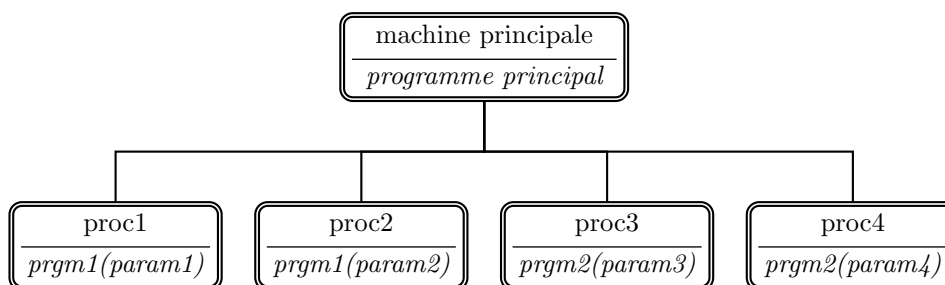 machine principale
programme principal
proc1
prgm1(param1)
proc2
prgm1(param2)
proc3
prgm2(param3)
proc4
prgm2(param4)